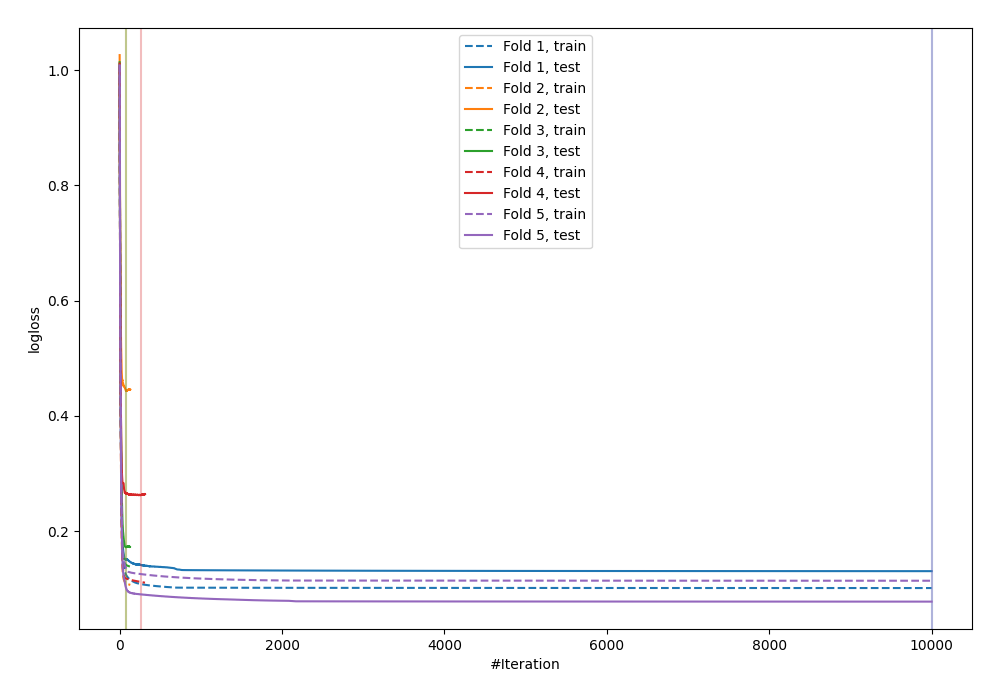 1.0
0.8
0.6
0.4
0.2
logloss
0
2000
4000
6000
8000
10000
#Iteration
Fold 1, train
Fold 1, test
Fold 2, train
Fold 2, test
Fold 3, train
Fold 3, test
Fold 4, train
Fold 4, test
Fold 5, train
Fold 5, test